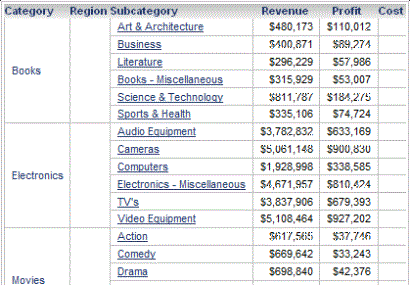 Category Region Subcategory Revenue Profit Cost
Art & Architecture $480,173 $110,012
Business $400,871 $89,274
Literature $296,229 $57,986
Books
Books - Miscellaneous $315,929 $53,007
Science & Technology $811,787 $184,275
Sports & Health $335,106 $74,724
Audio Equipment $3,782,832 $633,169
Cameras $5,061,148 $900,830
Computers $1,928,998 $338,585
Electronics
Electronics - Miscellaneous $4,671,957 $810,424
TV's $3,837,906 $679,393
Video Equipment $5,108,464 $927,202
Action $617,565 $37,746
Comedy $669,642 $33,243
Drama $698,840 $42,376
Movies